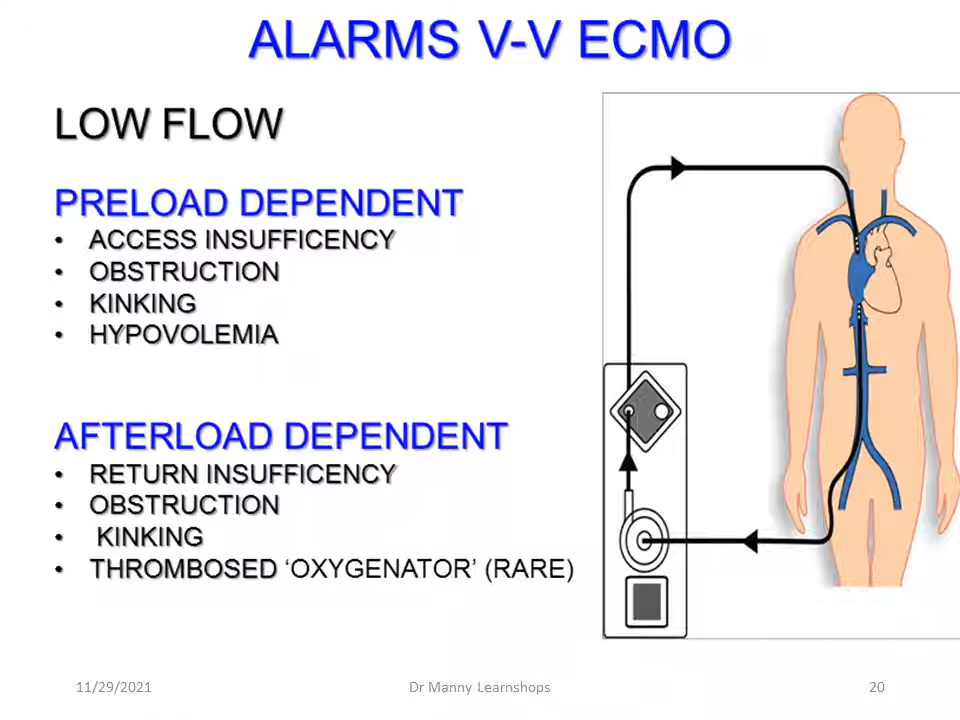 ALARMS V-V ECMO
LOW FLOW
PRELOAD DEPENDENT
• ACCESS INSUFFICENCY
• OBSTRUCTION
• KINKING
• HYPOVOLEMIA
AFTERLOAD DEPENDENT
• RETURN INSUFFICENCY
• OBSTRUCTION
• KINKING
• THROMBOSED ‘OXYGENATOR’ (RARE)
11/29/2021
Dr Manny Learnshops
20